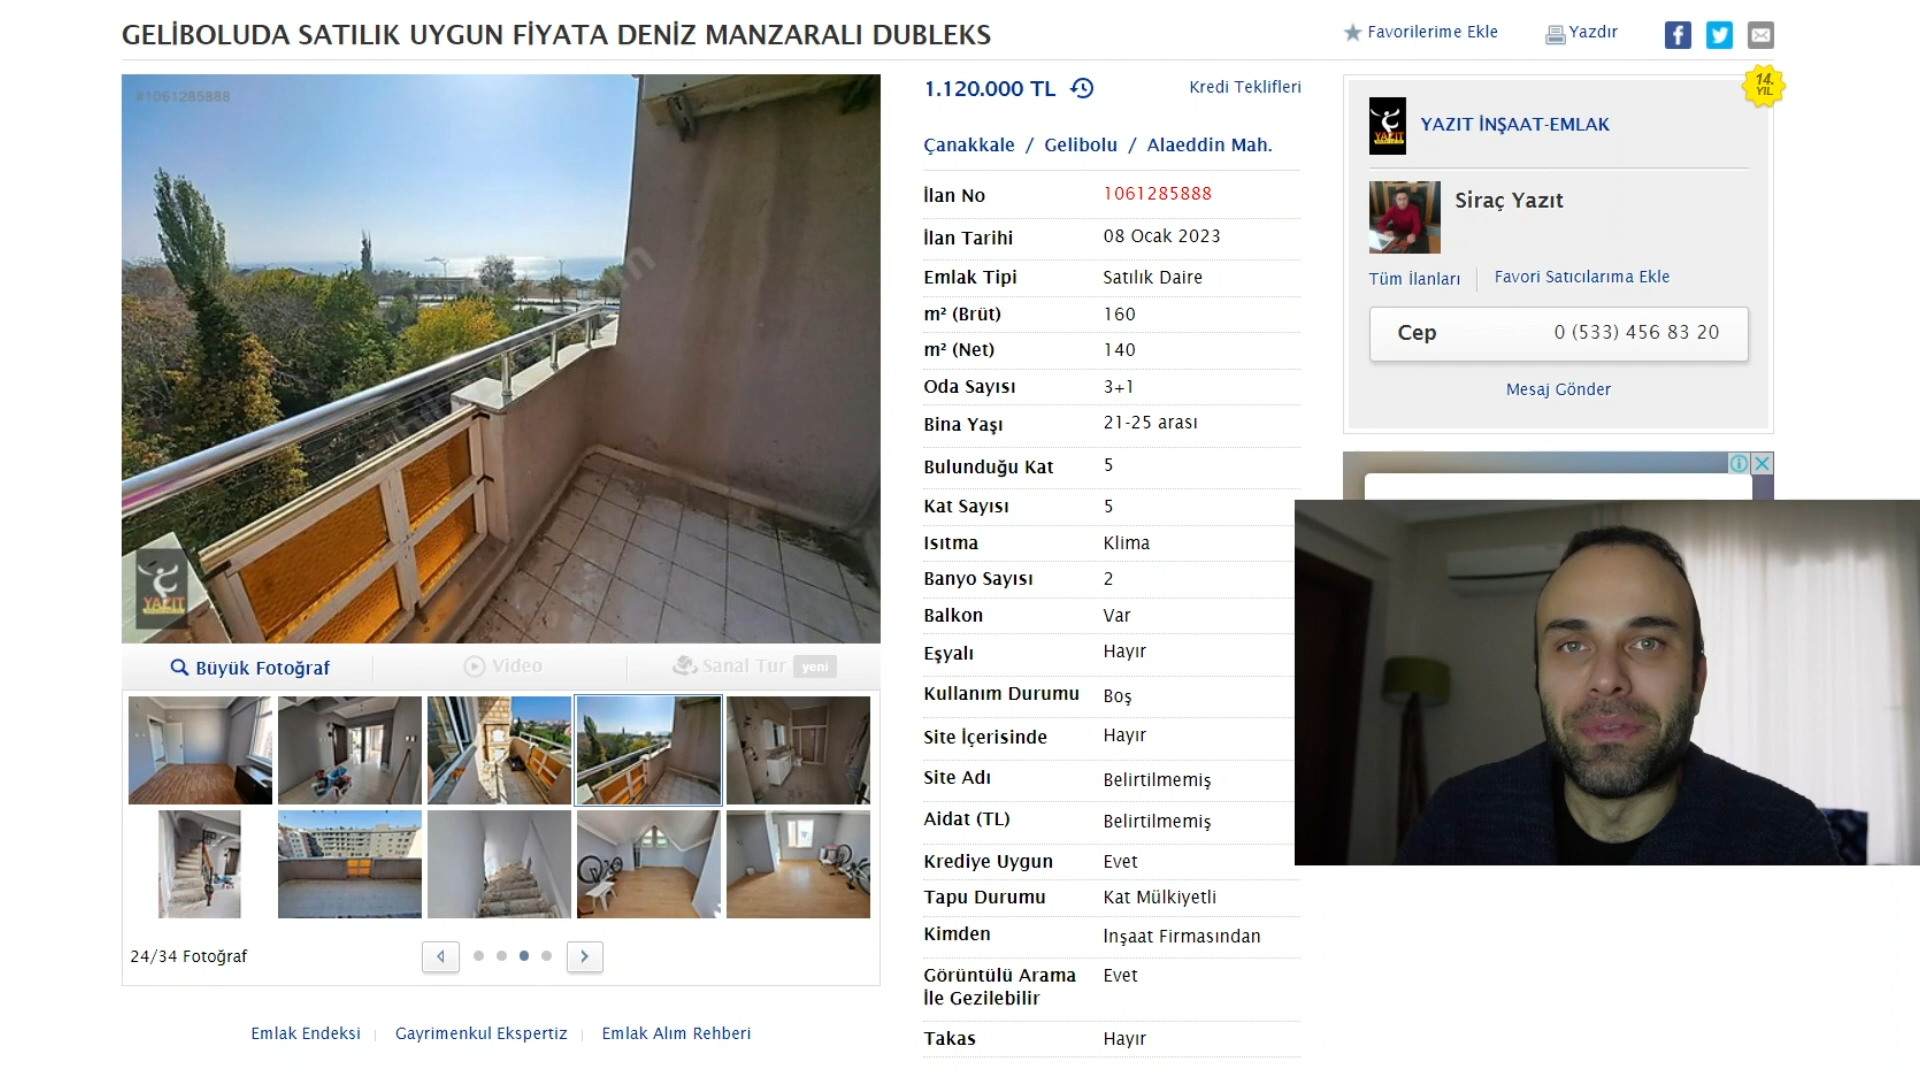 GELİBOLUDA SATILIK UYGUN FİYATA DENİZ MANZARALI DUBLEKS
Favorilerime Ekle
Yazdır
#1061285888
YAZIT
Büyük Fotoğraf
Video
Sanal Tur yeni
24/34 Fotoğraf
Emlak Endeksi
Gayrimenkul Ekspertiz
Emlak Alım Rehberi
1.120.000 TL
Kredi Teklifleri
Çanakkale / Gelibolu / Alaeddin Mah.
İlan No 1061285888
İlan Tarihi 08 Ocak 2023
Emlak Tipi Satılık Daire
m² (Brüt) 160
m² (Net) 140
Oda Sayısı 3+1
Bina Yaşı 21-25 arası
Bulunduğu Kat 5
Kat Sayısı 5
Isıtma Klima
Banyo Sayısı 2
Balkon Var
Eşyalı Hayır
Kullanım Durumu Boş
Site İçerisinde Hayır
Site Adı Belirtilmemiş
Aidat (TL) Belirtilmemiş
Krediye Uygun Evet
Tapu Durumu Kat Mülkiyetli
Kimden İnşaat Firmasından
Görüntülü Arama Evet
İle Gezilebilir
Takas Hayır
14.
YIL
YAZIT
YAZIT İNŞAAT-EMLAK
Siraç Yazıt
Tüm İlanları
Favori Satıcılarıma Ekle
Cep 0 (533) 456 83 20
Mesaj Gönder